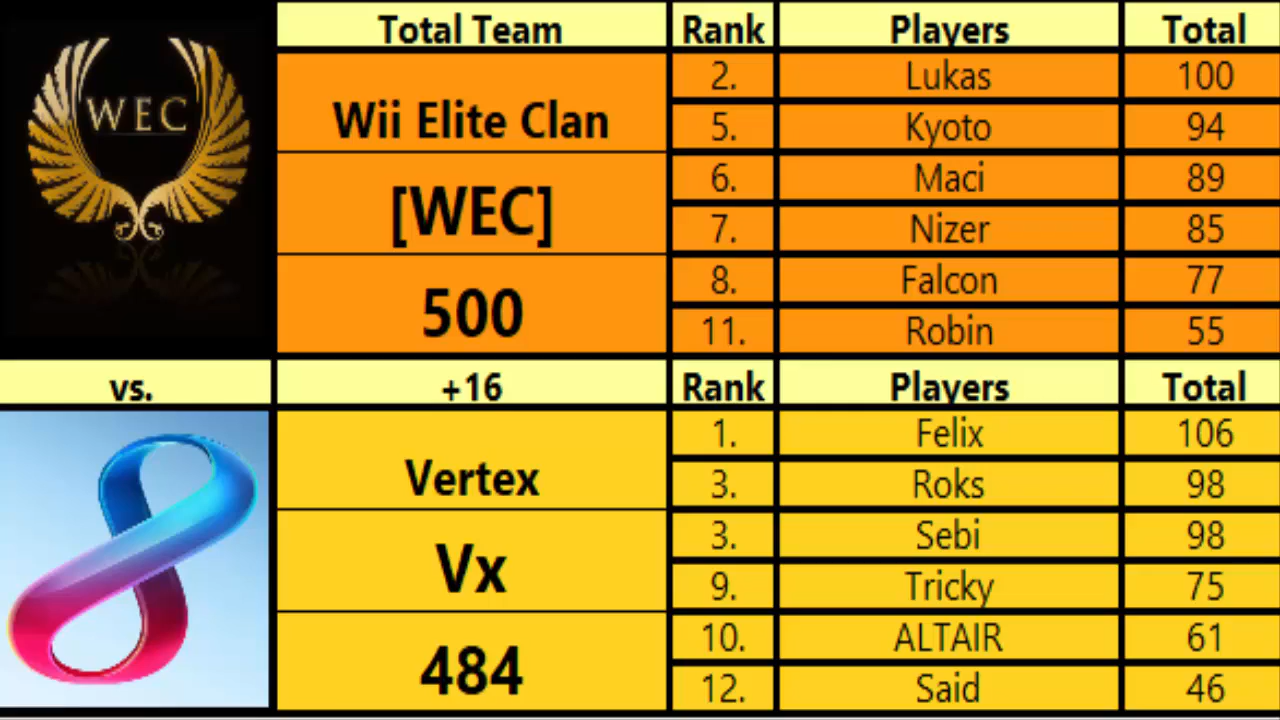 WEC
Total Team Rank Players Total
Wii Elite Clan
[WEC]
500
2. Lukas 100
5. Kyoto 94
6. Maci 89
7. Nizer 85
8. Falcon 77
11. Robin 55
vs. +16 Rank Players Total
Vertex
Vx
484
1. Felix 106
3. Roks 98
3. Sebi 98
9. Tricky 75
10. ALTAIR 61
12. Said 46